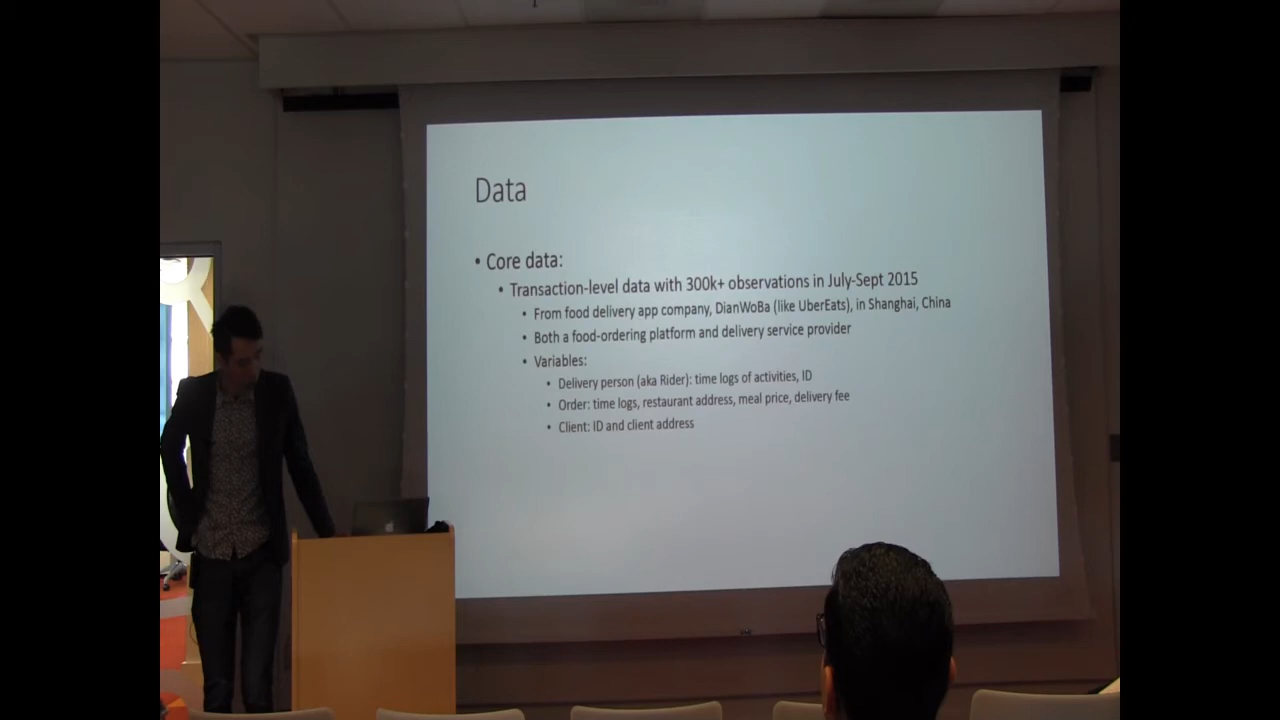 Data
• Core data:
• Transaction-level data with 300k+ observations in July-Sept 2015
• From food delivery app company, DianWoBa (like UberEats), in Shanghai, China
• Both a food-ordering platform and delivery service provider
• Variables:
• Delivery person (aka Rider): time logs of activities, ID
• Order: time logs, restaurant address, meal price, delivery fee
• Client: ID and client address